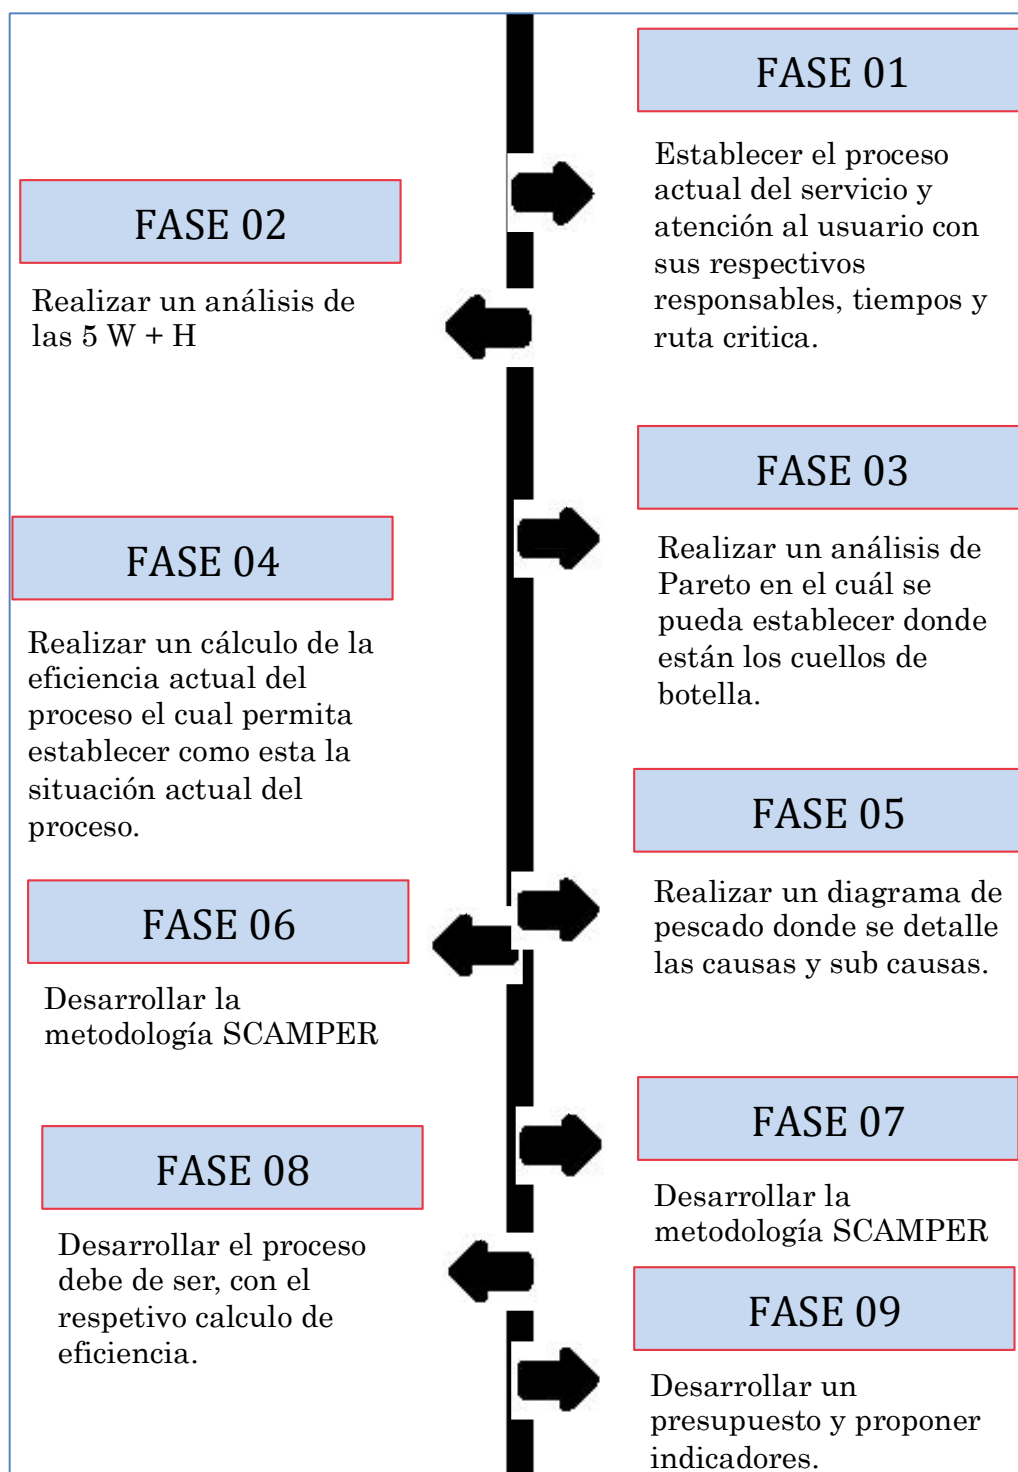 FASE 01
Establecer el proceso
actual del servicio y
atención al usuario con
sus respectivos
responsables, tiempos y
ruta critica.
FASE 02
Realizar un análisis de
las 5 W + H
FASE 03
Realizar un análisis de
Pareto en el cuál se
pueda establecer donde
están los cuellos de
botella.
FASE 04
Realizar un cálculo de la
eficiencia actual del
proceso el cual permita
establecer como esta la
situación actual del
proceso.
FASE 05
Realizar un diagrama de
pescado donde se detalle
las causas y sub causas.
FASE 06
Desarrollar la
metodología SCAMPER
FASE 07
Desarrollar la
metodología SCAMPER
FASE 08
Desarrollar el proceso
debe de ser, con el
respetivo calculo de
eficiencia.
FASE 09
Desarrollar un
presupuesto y proponer
indicadores.